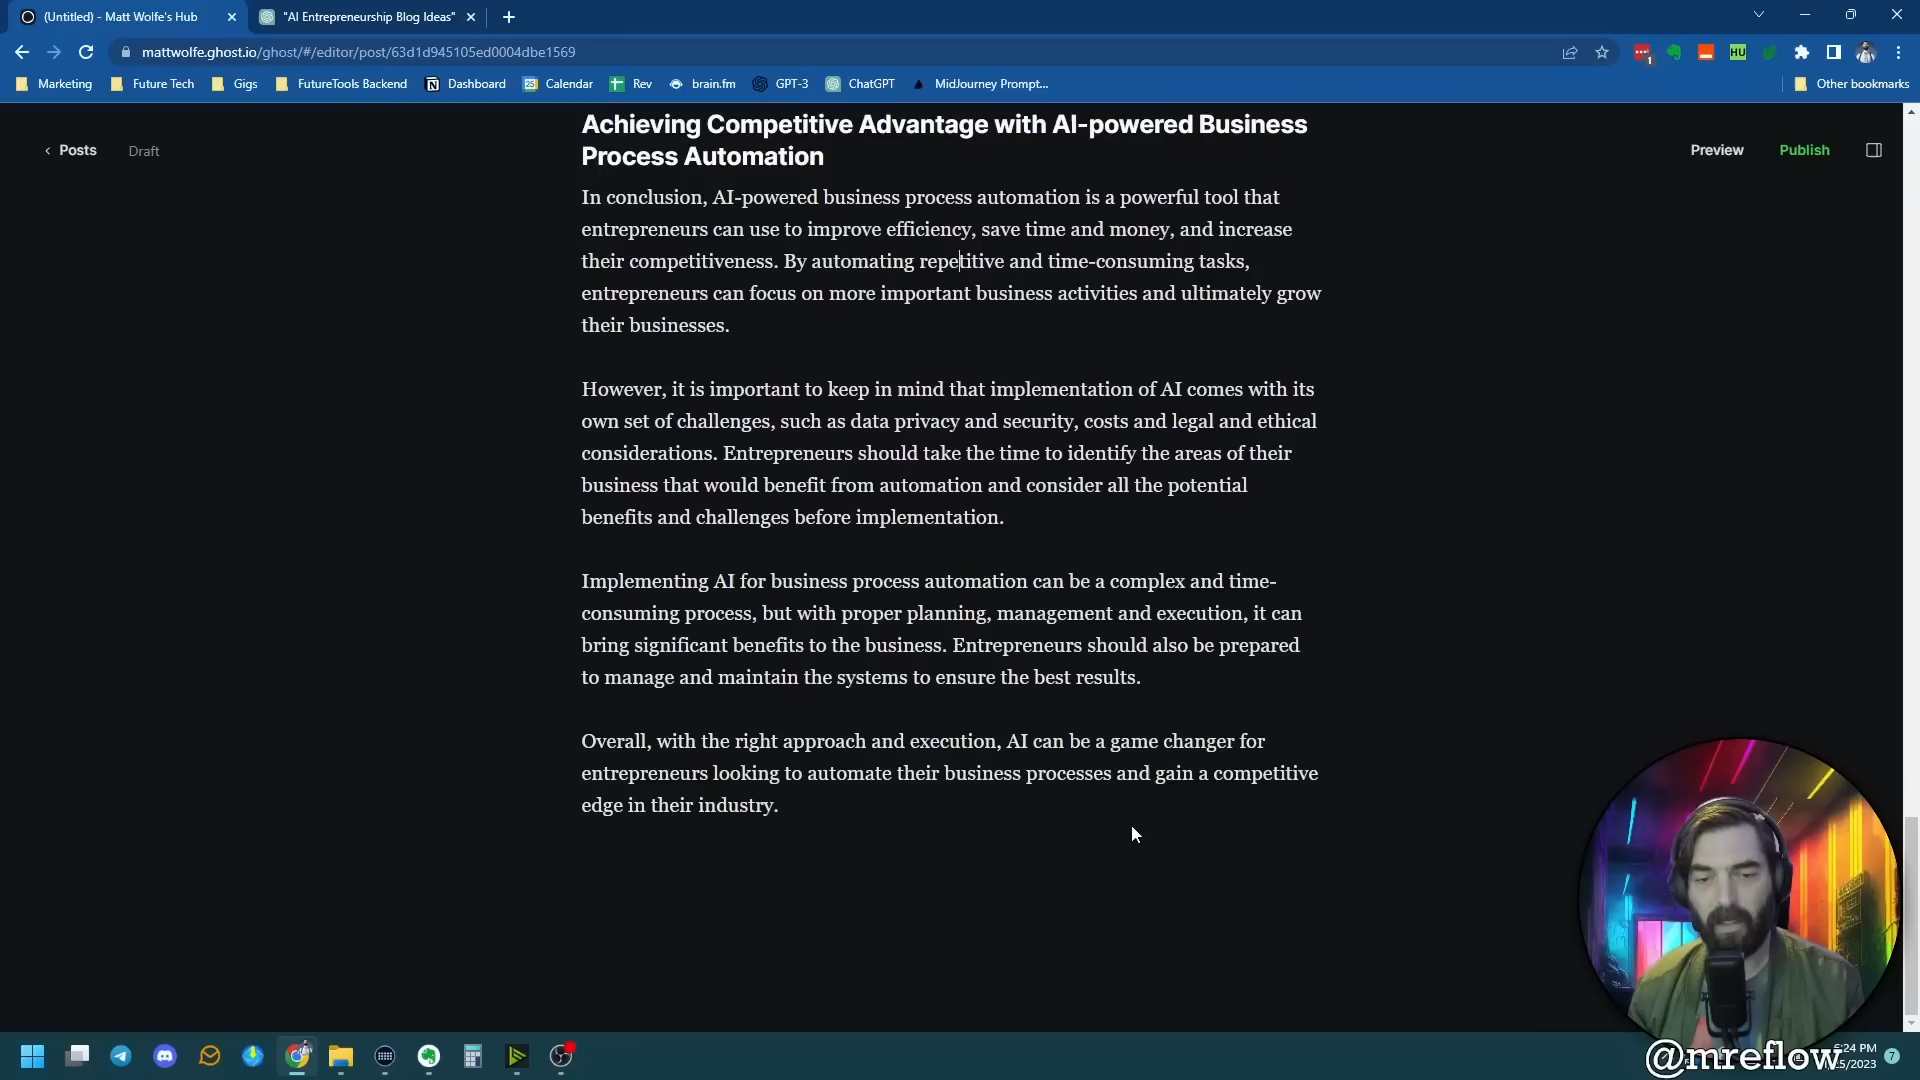 (Untitled) - Matt Wolfe's Hub
"AI Entrepreneurship Blog Ideas"
mattwolfe.ghost.io/ghost/#/editor/post/63d1d945105ed0004dbe1569
1
HU
Marketing
Future Tech
Gigs
FutureTools Backend
Dashboard
Calendar
Rev
brain.fm
GPT-3
ChatGPT
MidJourney Prompt...
Other bookmarks
Posts
Draft
Preview
Publish
Achieving Competitive Advantage with AI-powered Business
Process Automation
In conclusion, AI-powered business process automation is a powerful tool that
entrepreneurs can use to improve efficiency, save time and money, and increase
their competitiveness. By automating repetitive and time-consuming tasks,
entrepreneurs can focus on more important business activities and ultimately grow
their businesses.
However, it is important to keep in mind that implementation of AI comes with its
own set of challenges, such as data privacy and security, costs and legal and ethical
considerations. Entrepreneurs should take the time to identify the areas of their
business that would benefit from automation and consider all the potential
benefits and challenges before implementation.
Implementing AI for business process automation can be a complex and time-
consuming process, but with proper planning, management and execution, it can
bring significant benefits to the business. Entrepreneurs should also be prepared
to manage and maintain the systems to ensure the best results.
Overall, with the right approach and execution, AI can be a game changer for
entrepreneurs looking to automate their business processes and gain a competitive
edge in their industry.
@mreflow
:24 PM
5/2023
7